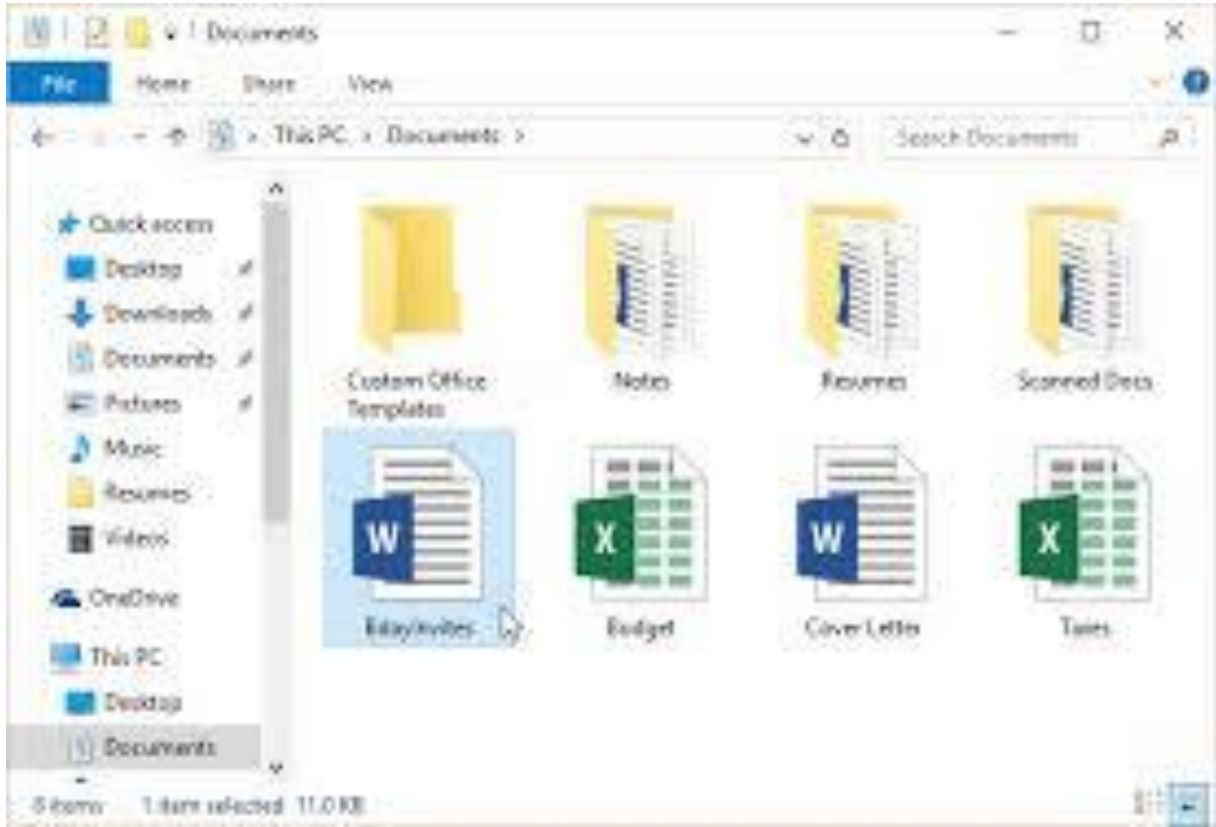 Documents
File Home Share View
This PC > Documents >
Search Documents
Quick access
Desktop
Downloads
Documents
Pictures
Music
Resumes
Videos
OneDrive
This PC
Desktop
Documents
Custom Office
Templates
Notes
Resumes
Scanned Docs
W
BdayInvites
X
Budget
W
Cover Letter
X
Taxes
8 items 1 item selected 11.0 KB